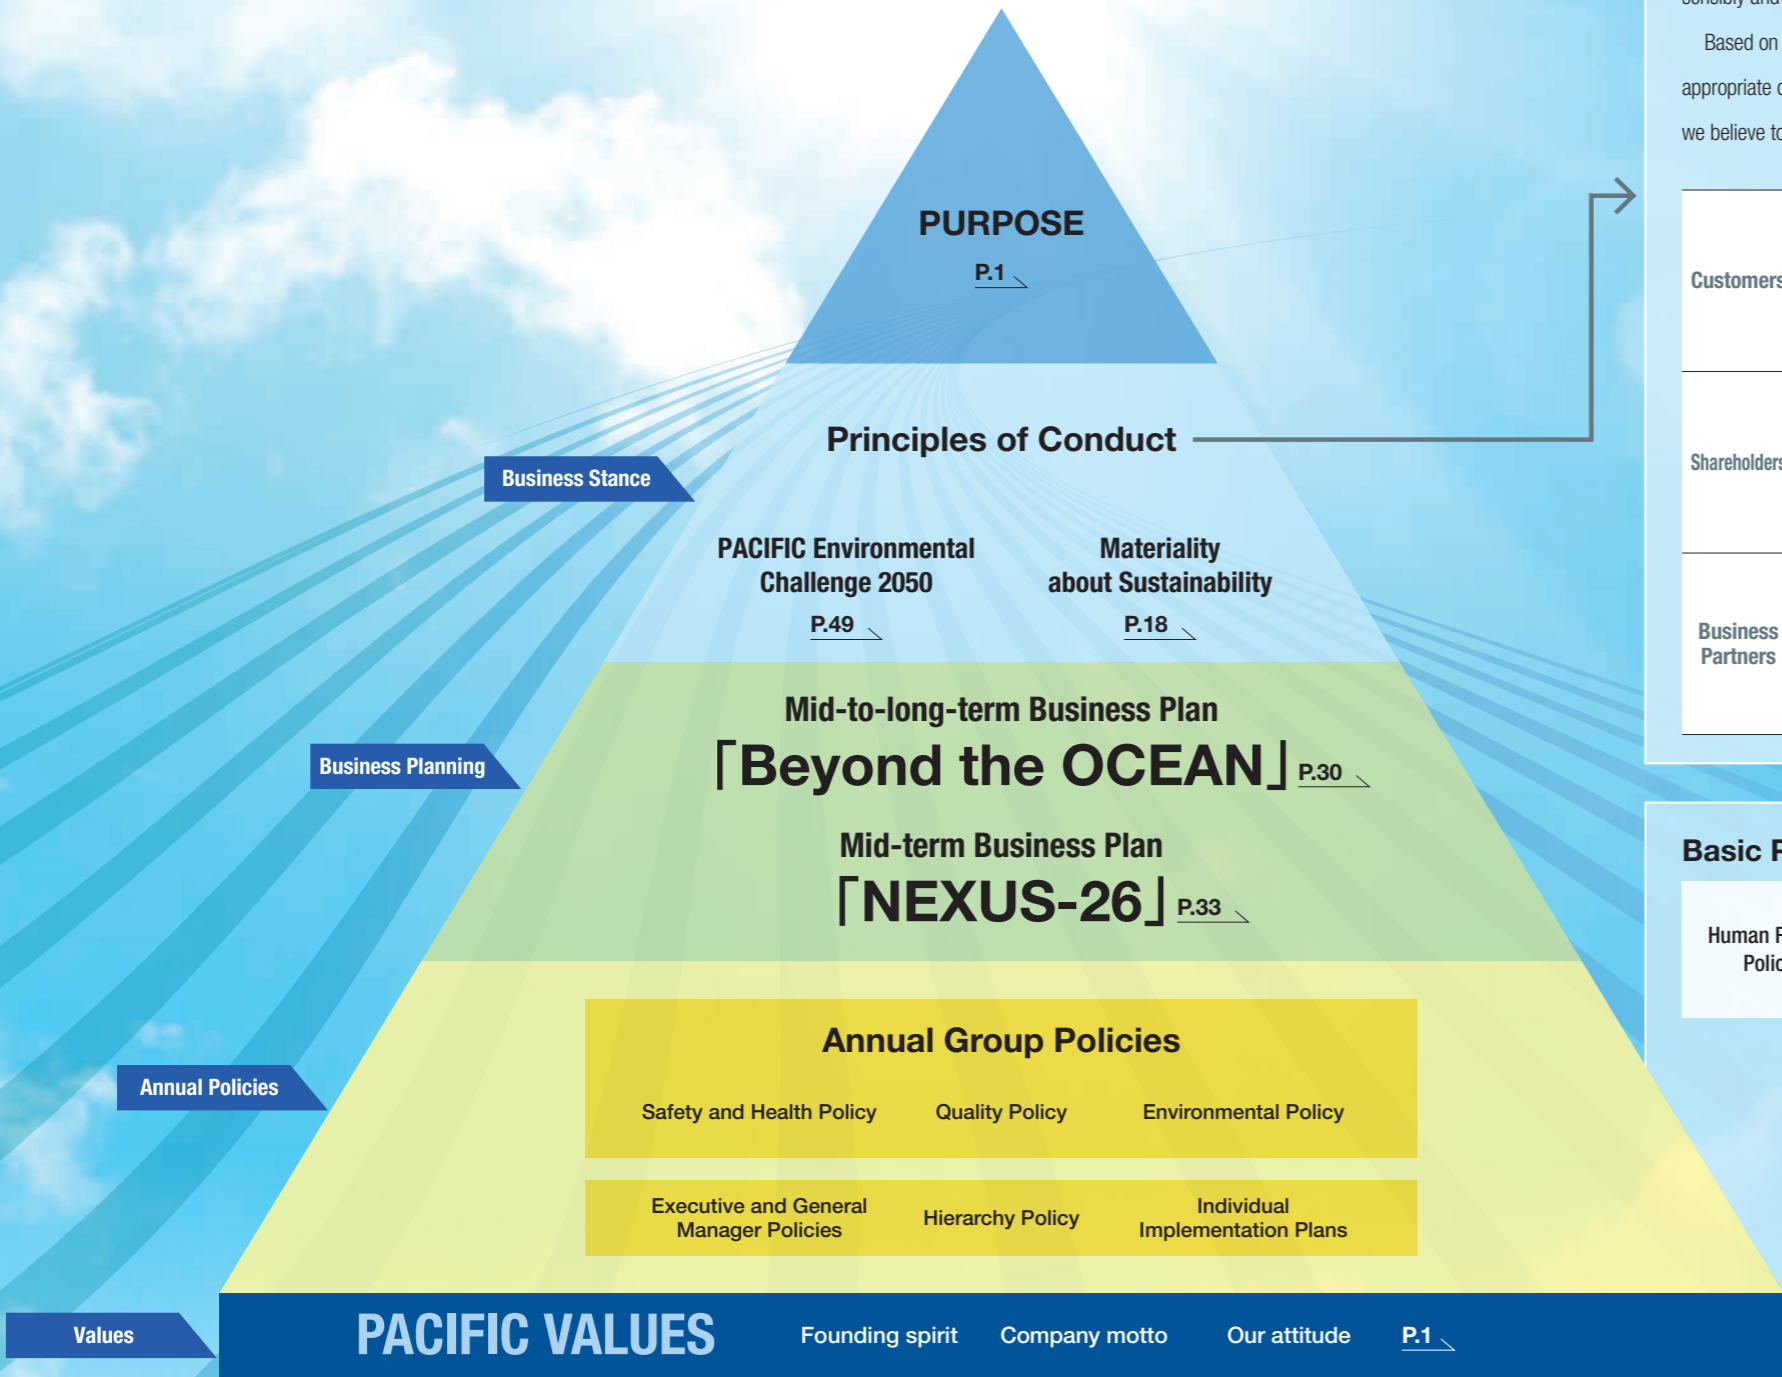 PURPOSE
P.1
Principles of Conduct
Business Stance
PACIFIC Environmental
Challenge 2050
P.49
Materiality
about Sustainability
P.18
Mid-to-long-term Business Plan
「Beyond the OCEAN」 P.30
Business Planning
Mid-term Business Plan
「NEXUS-26」 P.33
Annual Group Policies
Annual Policies
Safety and Health Policy
Quality Policy
Environmental Policy
Executive and General
Manager Policies
Hierarchy Policy
Individual
Implementation Plans
Values
PACIFIC VALUES
Founding spirit
Company motto
Our attitude
P.1
and
Based on
appropriate
we believe
Customers
Shareholders
Business
Partners
Basic
Human